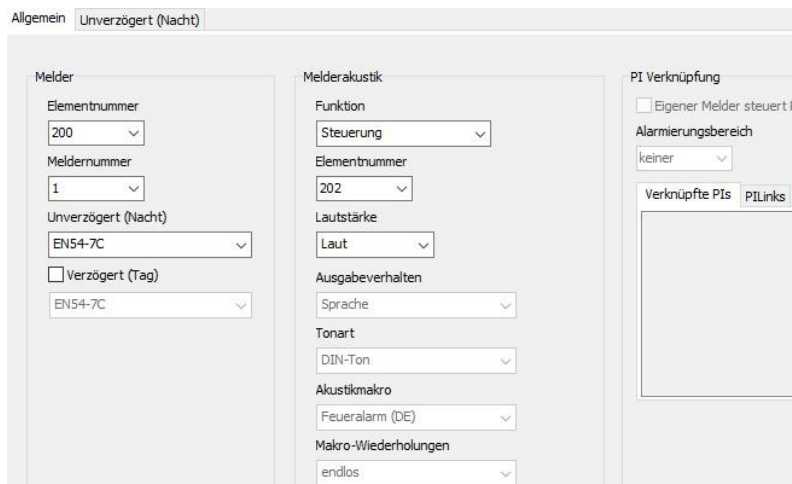 Allgemein
Unverzögert (Nacht)
Melder
Elementnummer
200
Meldernummer
1
Unverzögert (Nacht)
EN54-7C
Verzögert (Tag)
EN54-7C
Melderakustik
Funktion
Steuerung
Elementnummer
202
Lautstärke
Laut
Ausgabeverhalten
Sprache
Tonart
DIN-Ton
Akustikmakro
Feueralarm (DE)
Makro-Wiederholungen
endlos
PI Verknüpfung
Eigener Melder steuert
Alarmierungsbereich
keiner
Verknüpfte PIs
PILinks